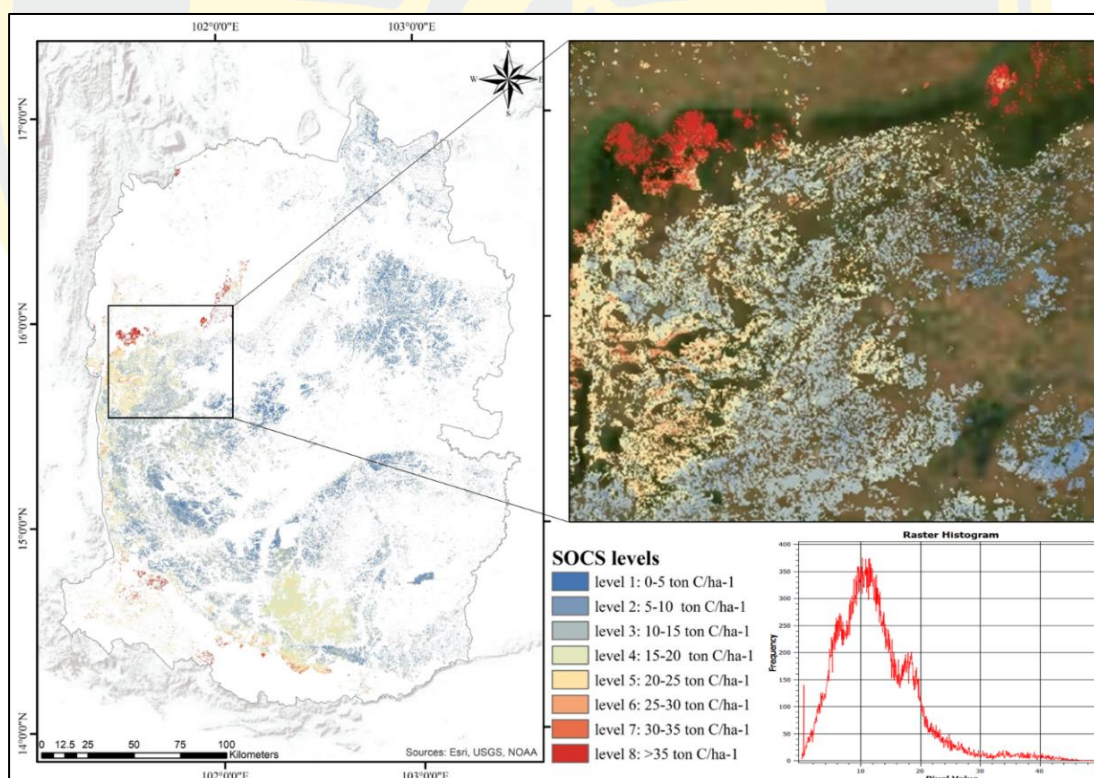 102°0'0"E
103°0'0"E
N
W
E
S
17°0'0"N
16°0'0"N
15°0'0"N
14°0'0"N
SOCS levels
level 1: 0-5 ton C/ha-1
level 2: 5-10 ton C/ha-1
level 3: 10-15 ton C/ha-1
level 4: 15-20 ton C/ha-1
level 5: 20-25 ton C/ha-1
level 6: 25-30 ton C/ha-1
level 7: 30-35 ton C/ha-1
level 8: >35 ton C/ha-1
Raster Histogram
Frequency
400
350
300
250
200
150
100
50
0
10
20
30
40
Pixel Value
0 12.5 25 50 75 100
Kilometers
Sources: Esri, USGS, NOAA
102°0'0"E
103°0'0"E